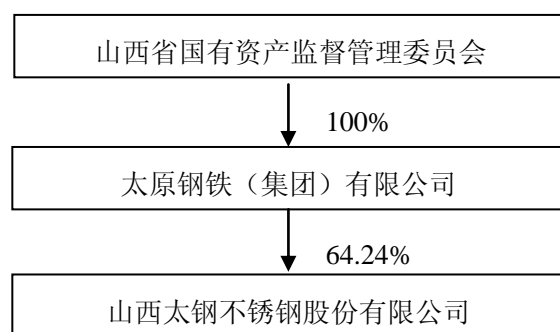 山西省国有资产监督管理委员会
100%
太原钢铁（集团）有限公司
64.24%
山西太钢不锈钢股份有限公司